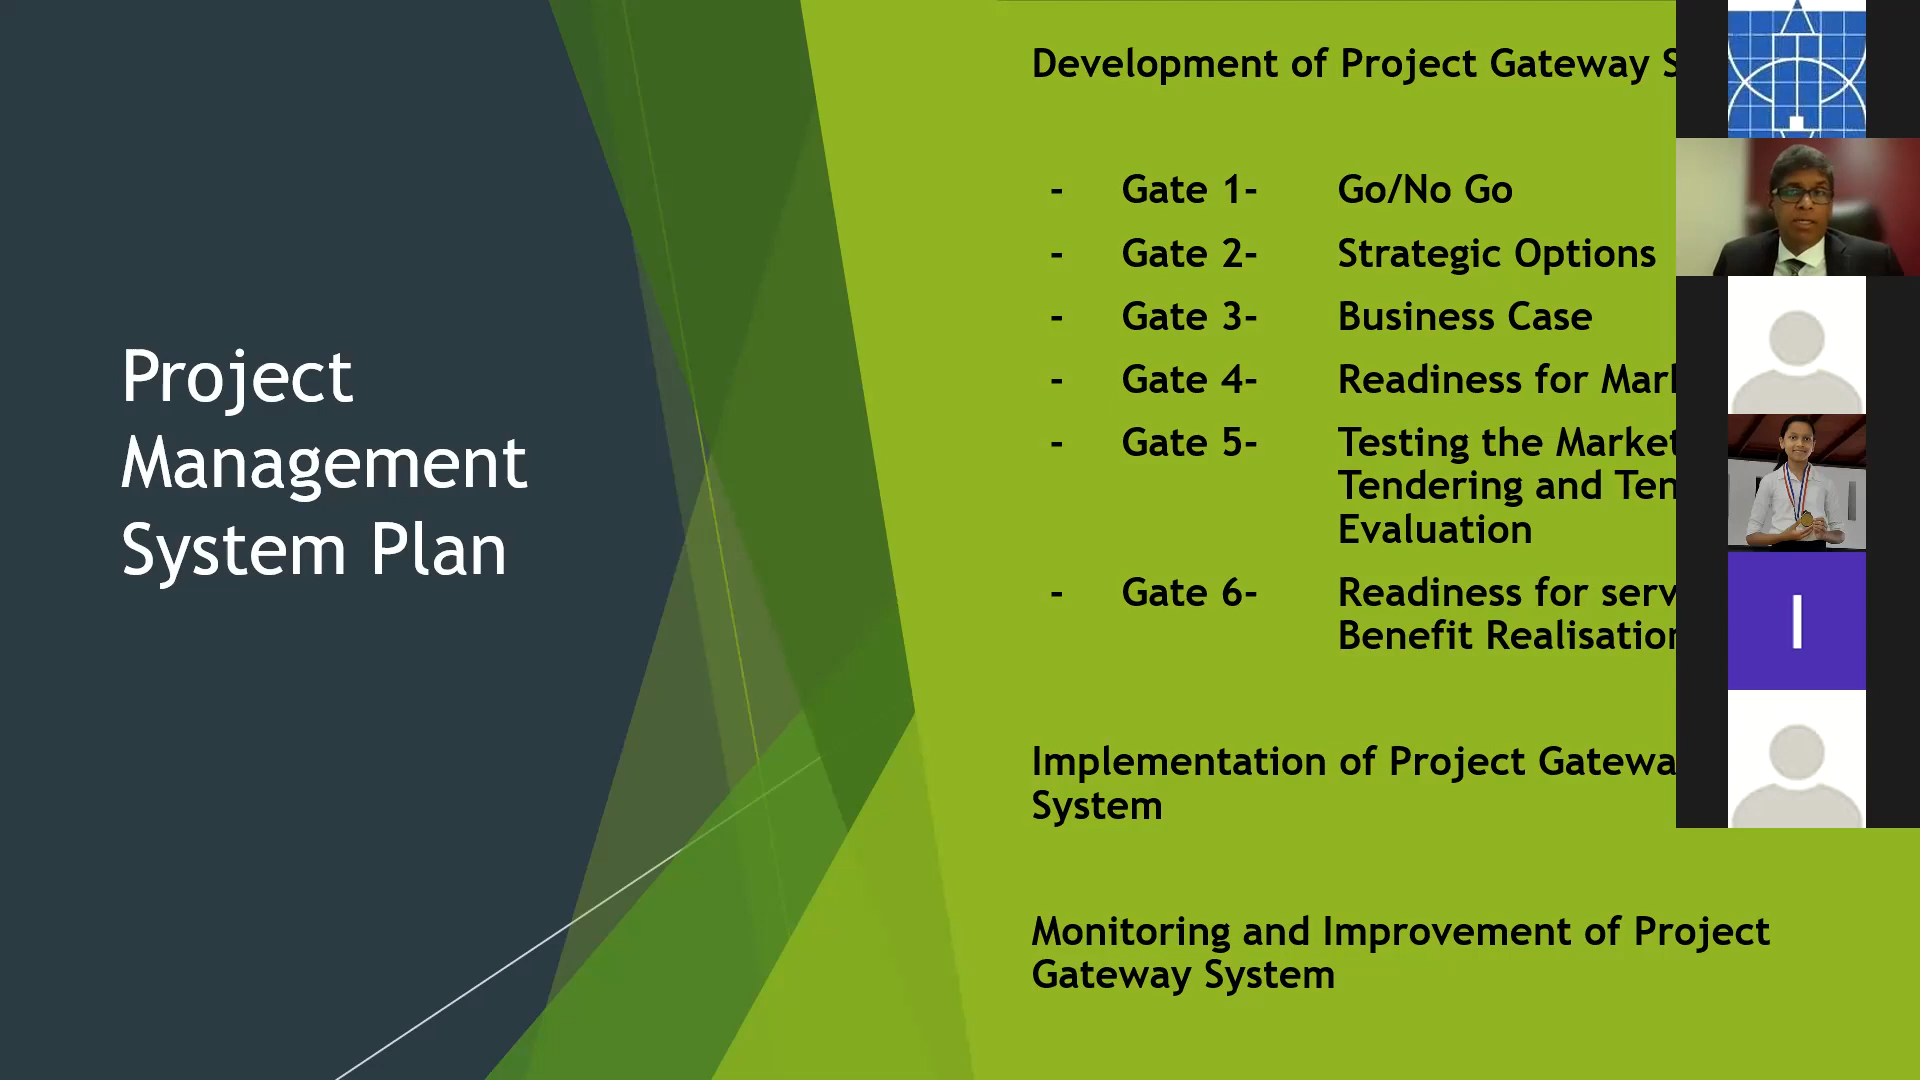 Project
Management
System Plan
Development of Project Gateway
- Gate 1- Go/No Go
- Gate 2- Strategic Options
- Gate 3- Business Case
- Gate 4- Readiness for
- Gate 5- Testing the Market
Tendering and
Evaluation
- Gate 6- Readiness for
Benefit Realisation
Implementation of Project
System
Monitoring and Improvement of Project
Gateway System
I